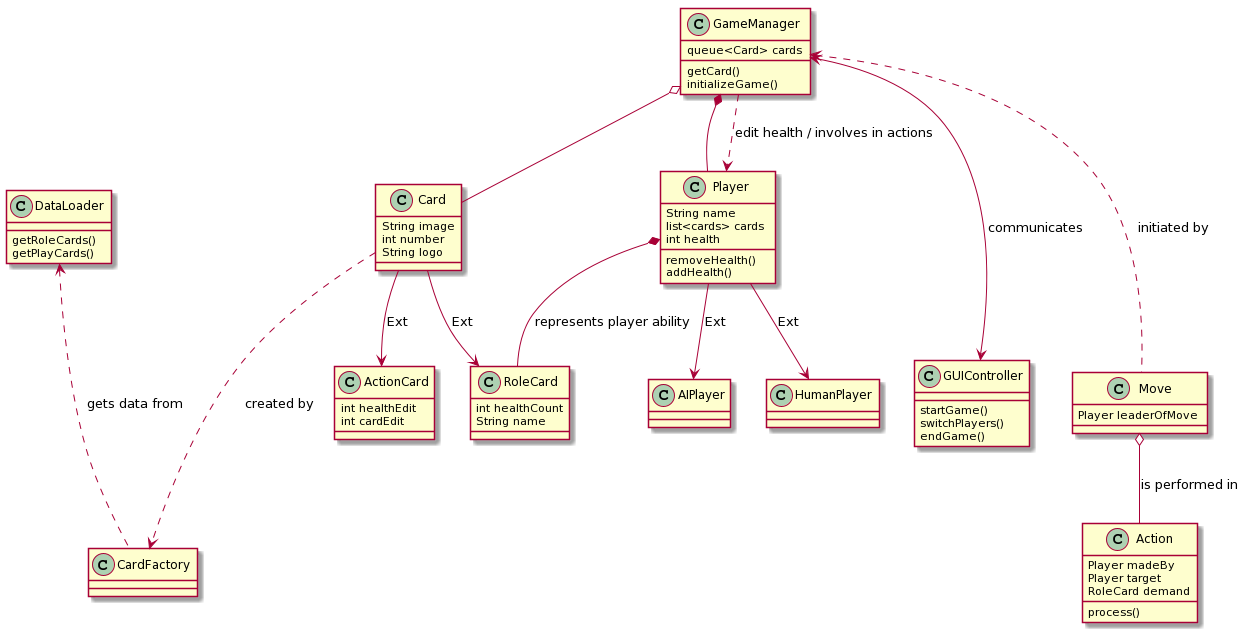 C GameManager
queue<Card> cards
getCard()
initializeGame()
edit health / involves in actions
C DataLoader
getRoleCards()
getPlayCards()
C Card
String image
int number
String logo
C Player
String name
list<cards> cards
int health
removeHealth()
addHealth()
communicates
initiated by
Ext
Ext
represents player ability
Ext
Ext
C ActionCard
int healthEdit
int cardEdit
C RoleCard
int healthCount
String name
C AIPlayer
C HumanPlayer
C GUIController
startGame()
switchPlayers()
endGame()
C Move
Player leaderOfMove
gets data from
created by
is performed in
C CardFactory
C Action
Player madeBy
Player target
RoleCard demand
process()